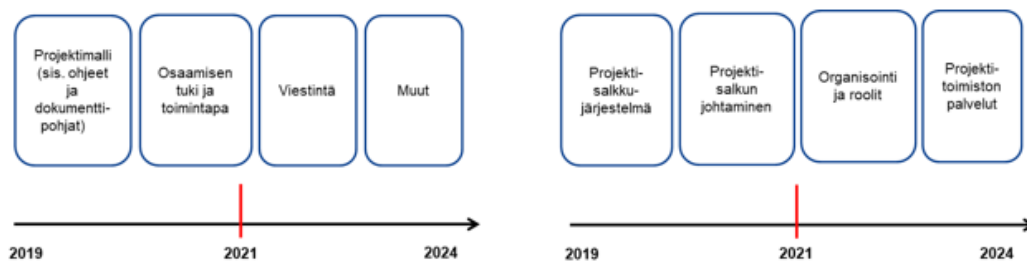 Projektimalli
(sis. ohjeet
ja
dokumentti-
pohjat)
Osaamisen
tuki ja
toimintapa
Viestintä
Muut
2019
2021
2024
Projekti-
salkku-
järjestelmä
Projekti-
salkun
johtaminen
Organisointi
ja roolit
Projekti-
toimiston
palvelut
2019
2021
2024